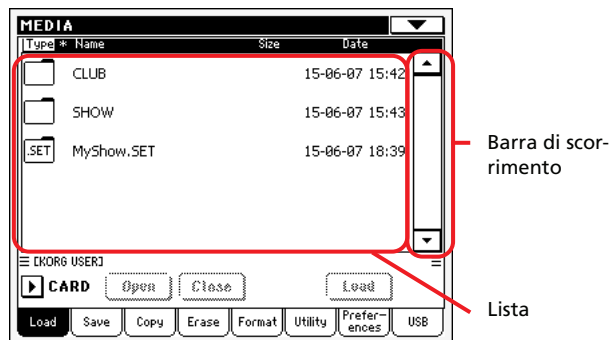 MEDIA
Type * Name Size Date
CLUB 15-06-07 15:42
SHOW 15-06-07 15:43
.SET MyShow.SET 15-06-07 18:39
Barra di scor-
rimento
[KORG USER]
CARD Open Close Load
Lista
Load Save Copy Erase Format Utility Prefer-
ences USB